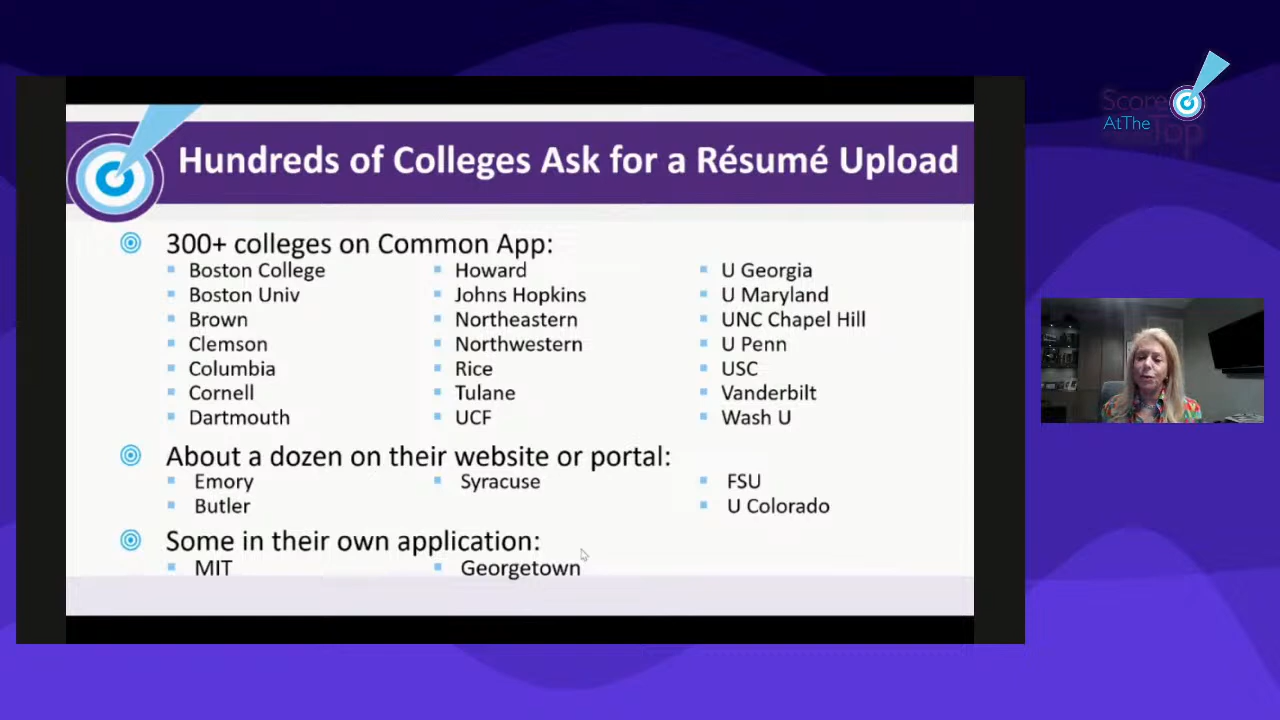 Hundreds of Colleges Ask for a Résumé Upload
300+ colleges on Common App:
Boston College
Boston Univ
Brown
Clemson
Columbia
Cornell
Dartmouth
Howard
Johns Hopkins
Northeastern
Northwestern
Rice
Tulane
UCF
U Georgia
U Maryland
UNC Chapel Hill
U Penn
USC
Vanderbilt
Wash U
About a dozen on their website or portal:
Emory
Butler
Syracuse
FSU
U Colorado
Some in their own application:
MIT
Georgetown
Score
AtThe
Top